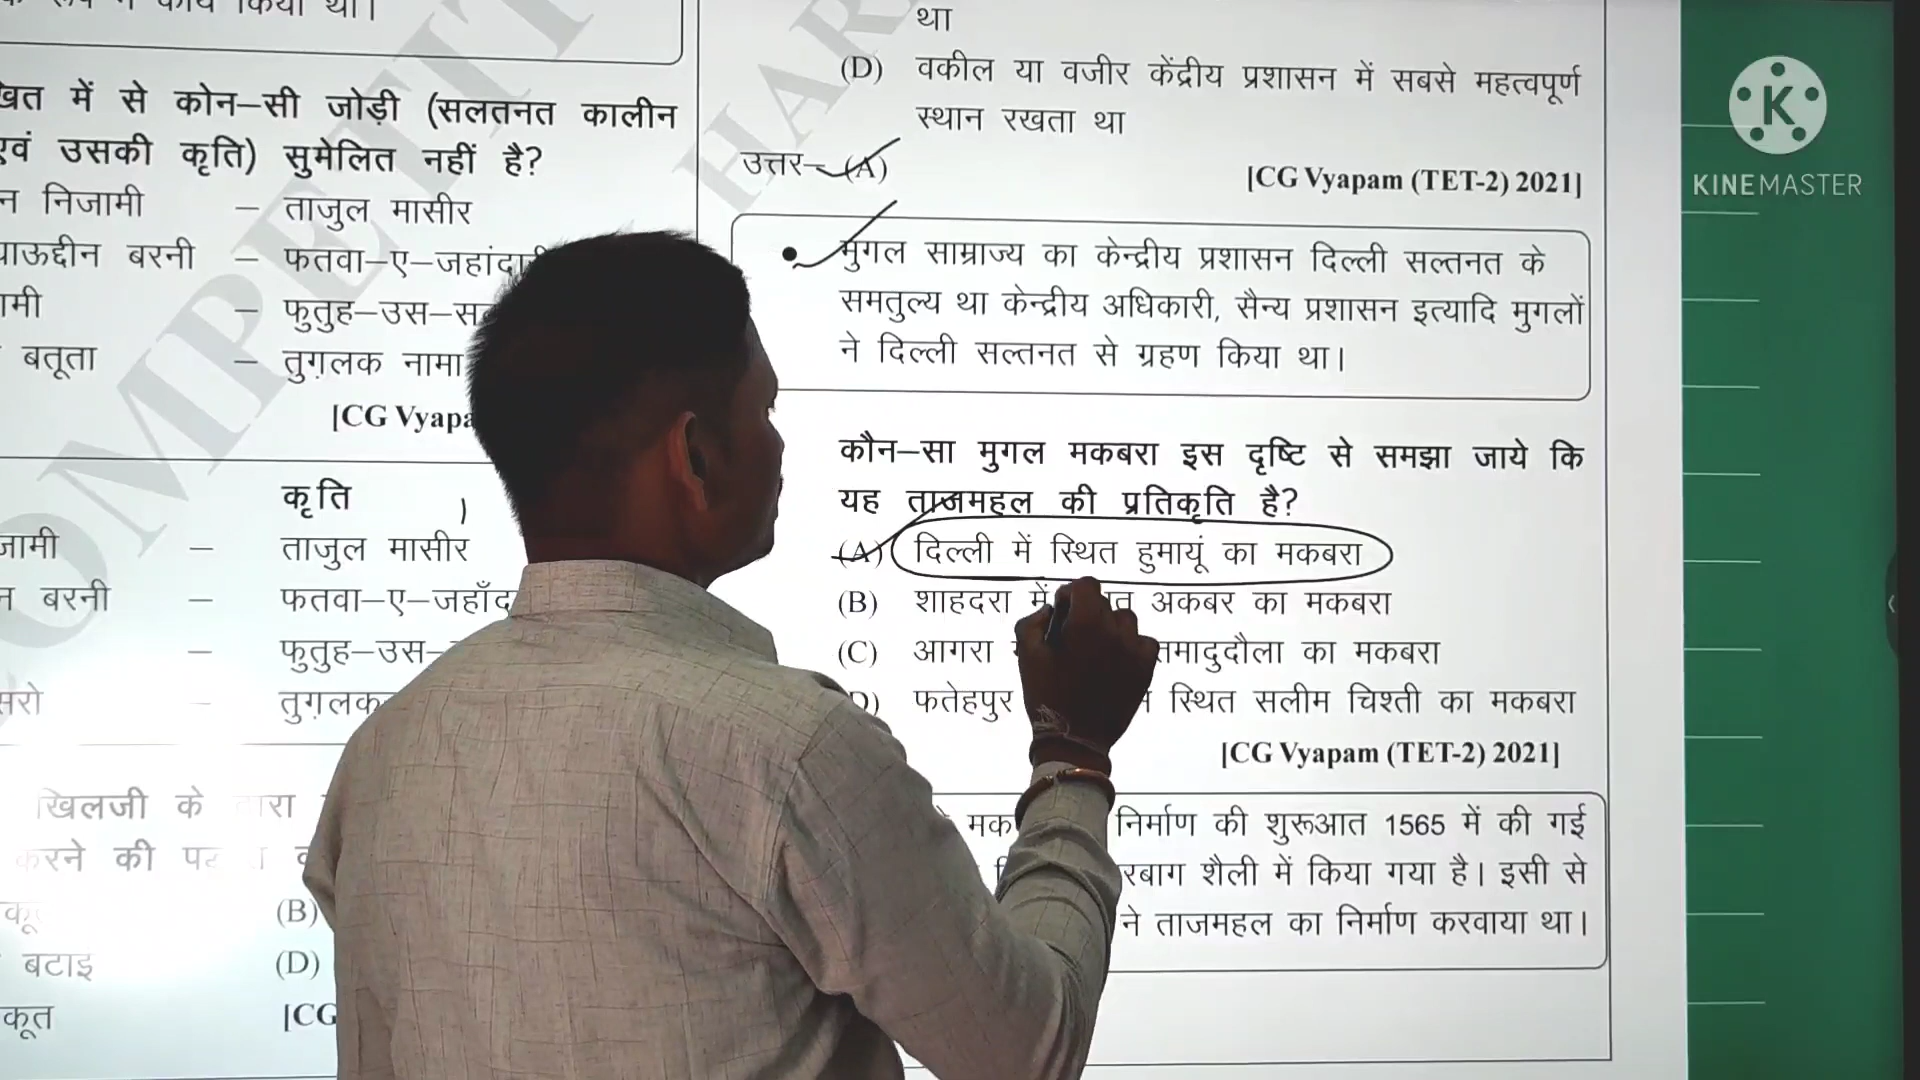 किया था।
खित में से कोन–सी जोड़ी (सलतनत कालीन
एवं उसकी कृति) सुमेलित नहीं है?
न निजामी – ताजुल मासीर
याऊद्दीन बरनी – फतवा–ए–जहांदा
ामी – फुतुह–उस–स
बतूता – तुग़लक नामा
[CG Vyapa
कृति
जामी – ताजुल मासीर
न बरनी – फतवा–ए–जहाँद
– फुतुह–उस–
सरो – तुग़लक
खिलजी के
करने की
(B)
बटाइ (D)
कूत [CG
था
(D) वकील या वजीर केंद्रीय प्रशासन में सबसे महत्वपूर्ण
स्थान रखता था
उत्तर–(A)
[CG Vyapam (TET-2) 2021]
● मुगल साम्राज्य का केन्द्रीय प्रशासन दिल्ली सल्तनत के
समतुल्य था केन्द्रीय अधिकारी, सैन्य प्रशासन इत्यादि मुगलों
ने दिल्ली सल्तनत से ग्रहण किया था।
कौन–सा मुगल मकबरा इस दृष्टि से समझा जाये कि
यह ताजमहल की प्रतिकृति है?
(A) दिल्ली में स्थित हुमायूं का मकबरा
(B) शाहदरा में त अकबर का मकबरा
(C) आगरा तमादुदौला का मकबरा
D) फतेहपुर स्थित सलीम चिश्ती का मकबरा
[CG Vyapam (TET-2) 2021]
मक निर्माण की शुरूआत 1565 में की गई
रबाग शैली में किया गया है। इसी से
ने ताजमहल का निर्माण करवाया था।
K
KINEMASTER